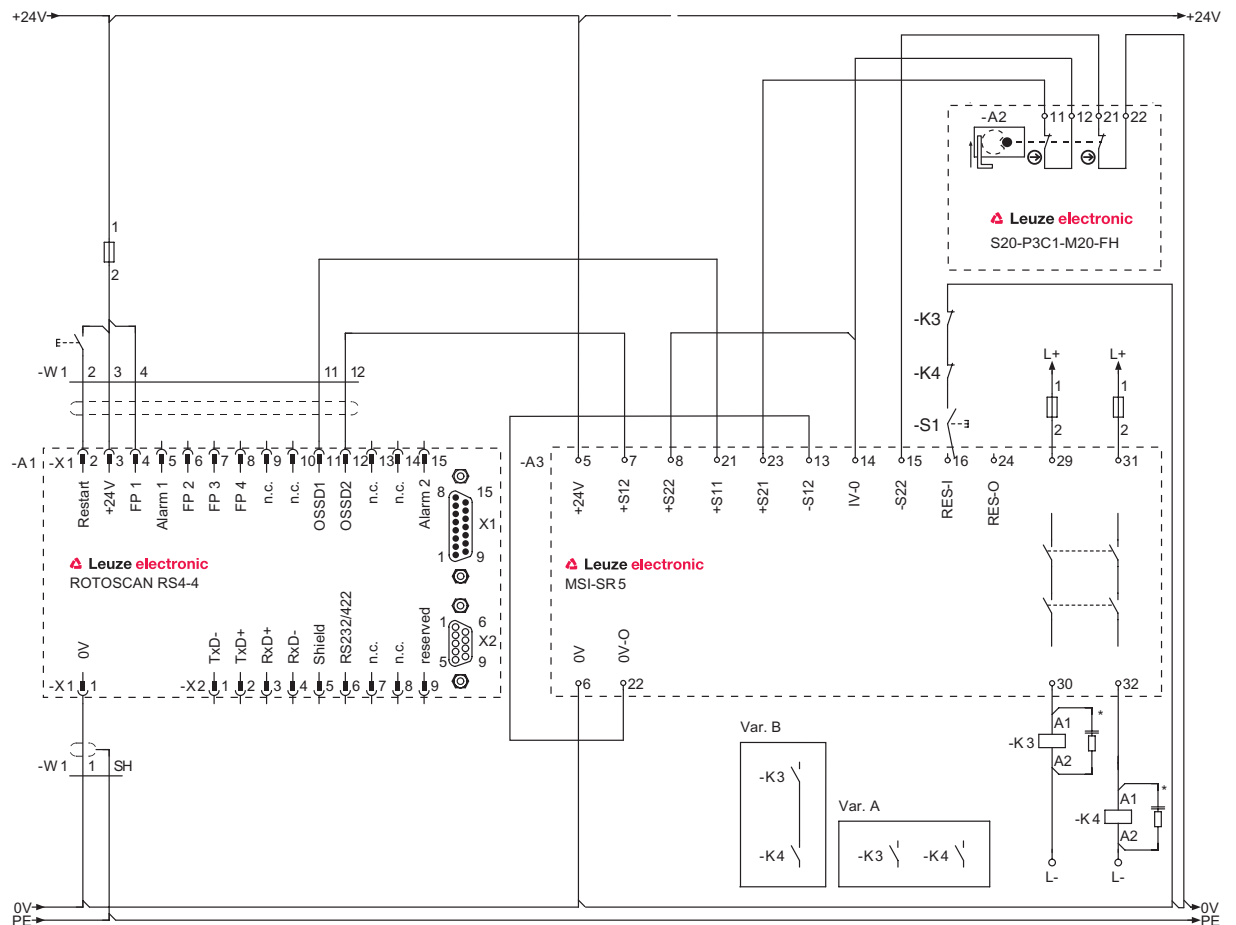 +24V
+24V
-A2
11
12
21
22
Leuze electronic
S20-P3C1-M20-FH
1
2
-K3
-K4
-S1
L+
L+
1
2
1
2
-W1 2 3 4 11 12
-A1 -X1 2 3 4 5 6 7 8 9 10 11 12 13 14 15
Restart
+24V
FP 1
Alarm 1
FP 2
FP 3
FP 4
n.c.
n.c.
OSSD1
OSSD2
n.c.
n.c.
Alarm 2
8 15
X1
1 9
Leuze electronic
ROTOSCAN RS4-4
1 6
X2
5 9
0V
TxD-
TxD+
RxD+
RxD-
Shield
RS232/422
n.c.
n.c.
reserved
-X1 1 -X2 1 2 3 4 5 6 7 8 9
-A3 5 7 8 21 23 13 14 15 16 24 29 31
+24V
+S12
+S22
+S11
+S21
-S12
IV-0
-S22
RES-I
RES-O
Leuze electronic
MSI-SR5
0V
0V-O
6 22 30 32
-W1 1 SH
Var. B
-K3
-K4
Var. A
-K3 -K4
-K3
A1
A2
*
-K4
A1
A2
*
L-
L-
0V
PE
0V
PE